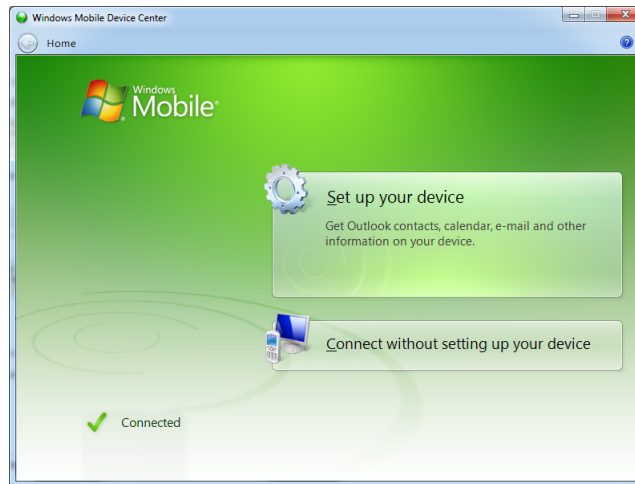 Windows Mobile Device Center
Home
Windows
Mobile
Set up your device
Get Outlook contacts, calendar, e-mail and other
information on your device.
Connect without setting up your device
Connected